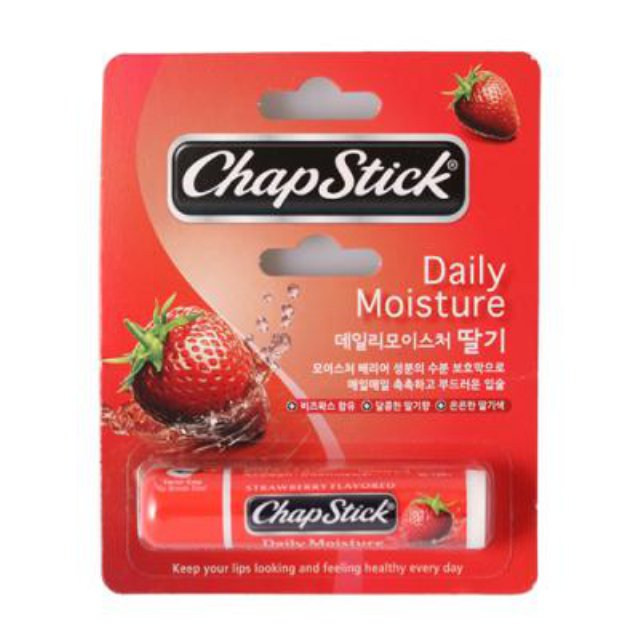 ChapStick®
Daily
Moisture
데일리모이스처 딸기
모이스처 베리어 성분의 수분 보호막으로
매일매일 촉촉하고 부드러운 입술
비즈왁스 함유 달콤한 딸기향 은은한 딸기색
STRAWBERRY FLAVORED
ChapStick
Daily Moisture
Keep your lips looking and feeling healthy every day